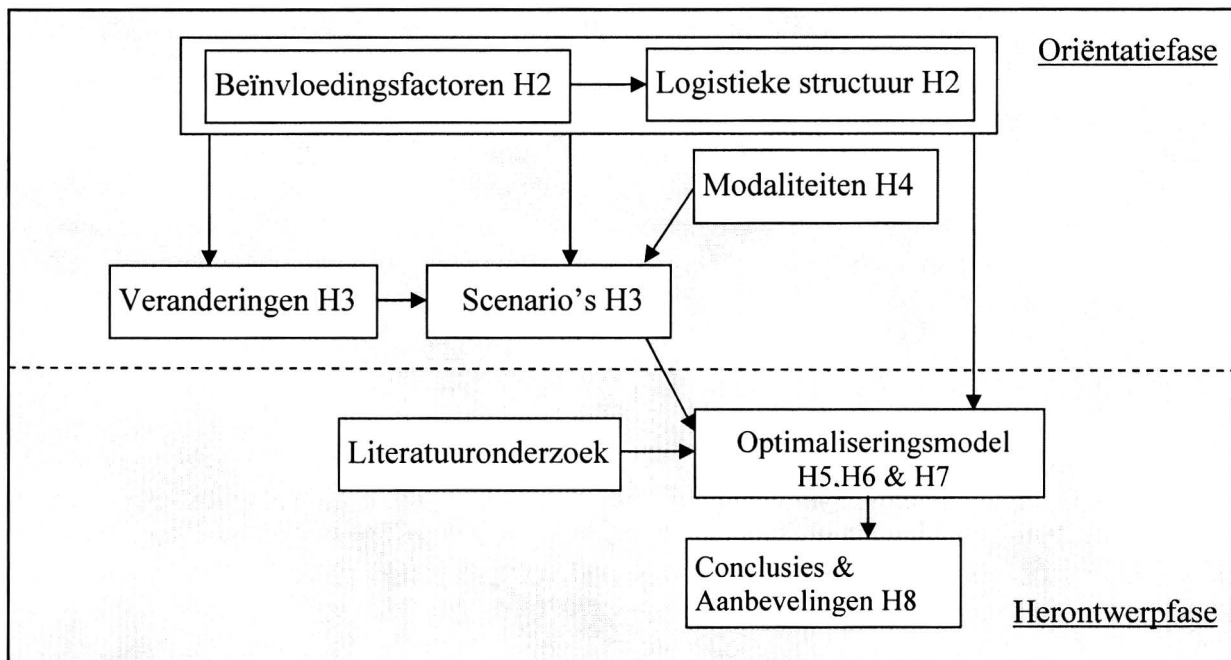 Oriëntatiefase
Beïnvloedingsfactoren H2
Logistieke structuur H2
Modaliteiten H4
Veranderingen H3
Scenario's H3
Literatuuronderzoek
Optimaliseringsmodel
H5.H6 & H7
Conclusies &
Aanbevelingen H8
Herontwerpfase